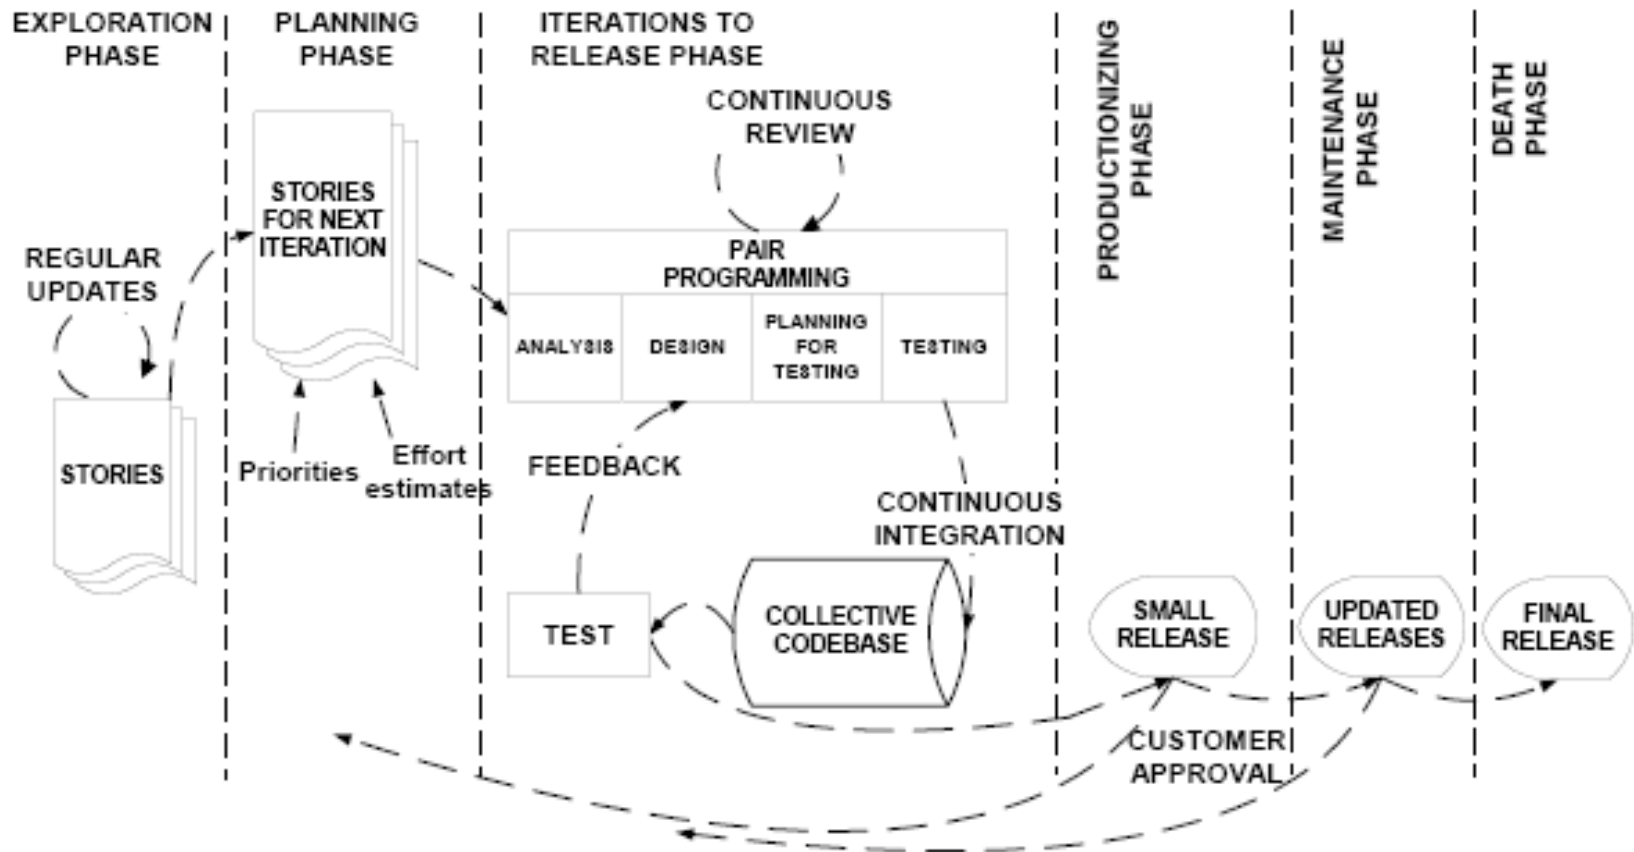 EXPLORATION
PHASE
PLANNING
PHASE
ITERATIONS TO
RELEASE PHASE
PRODUCTIONIZING
PHASE
MAINTENANCE
PHASE
DEATH
PHASE
CONTINUOUS
REVIEW
STORIES
FOR NEXT
ITERATION
REGULAR
UPDATES
PAIR
PROGRAMMING
ANALYSIS
DESIGN
PLANNING
FOR
TESTING
TESTING
STORIES
Priorities
Effort
estimates
FEEDBACK
CONTINUOUS
INTEGRATION
TEST
COLLECTIVE
CODEBASE
SMALL
RELEASE
UPDATED
RELEASES
FINAL
RELEASE
CUSTOMER
APPROVAL